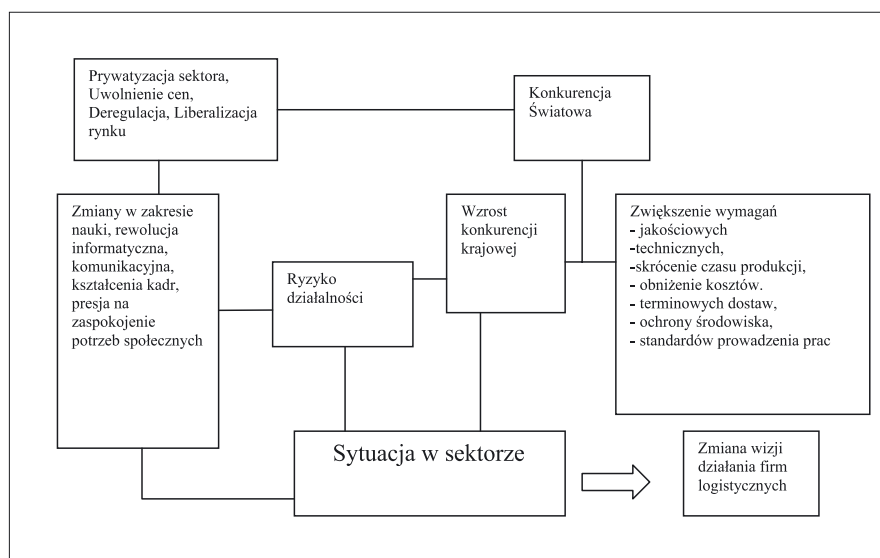 Prywatyzacja sektora,
Uwolnienie cen,
Deregulacja, Liberalizacja
rynku
Konkurencja
Światowa
Zmiany w zakresie
nauki, rewolucja
informatyczna,
komunikacyjna,
kształcenia kadr,
presja na
zaspokojenie
potrzeb społecznych
Ryzyko
działalności
Wzrost
konkurencji
krajowej
Zwiększenie wymagań
- jakościowych
-technicznych,
-skrócenie czasu produkcji,
- obniżenie kosztów.
- terminowych dostaw,
- ochrony środowiska,
- standardów prowadzenia prac
Sytuacja w sektorze
Zmiana wizji
działania firm
logistycznych